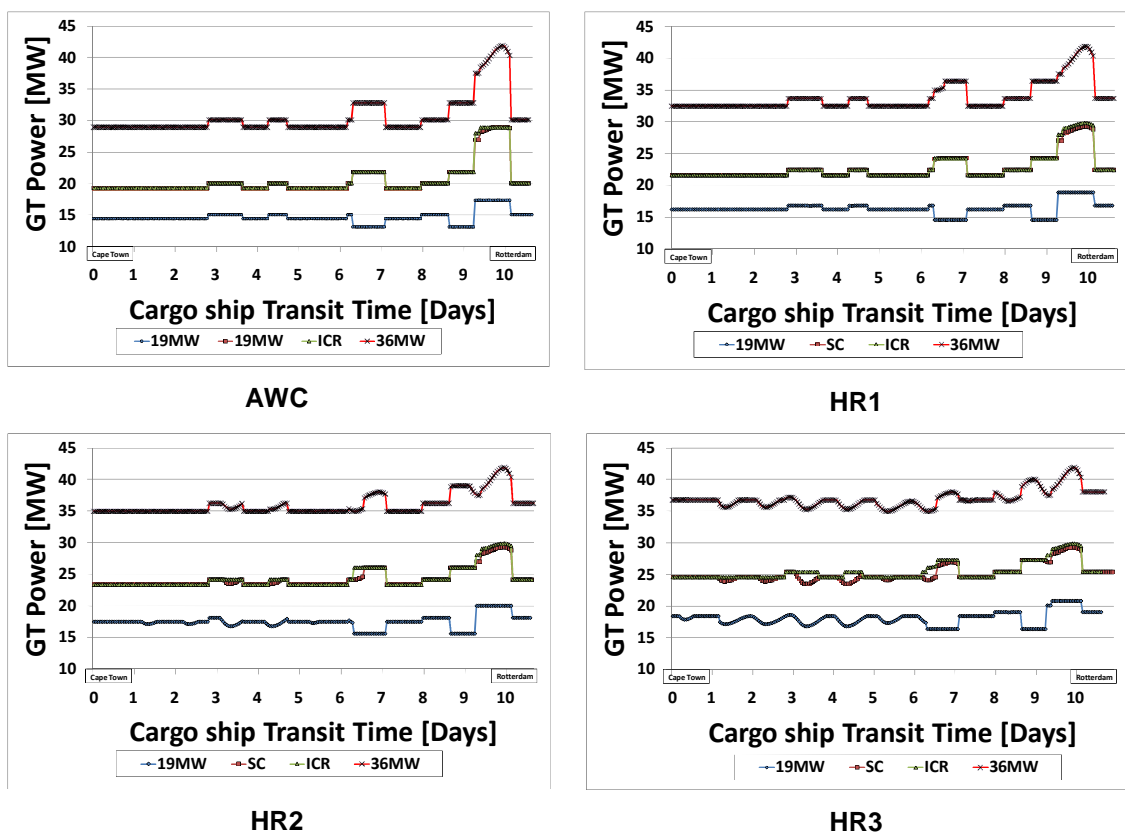 GT Power [MW]
45
40
35
30
25
20
15
10
Cape Town
Rotterdam
0 1 2 3 4 5 6 7 8 9 10
Cargo ship Transit Time [Days]
19MW 19MW ICR 36MW
AWC
GT Power [MW]
45
40
35
30
25
20
15
10
Cape Town
Rotterdam
0 1 2 3 4 5 6 7 8 9 10
Cargo ship Transit Time [Days]
19MW SC ICR 36MW
HR1
GT Power [MW]
45
40
35
30
25
20
15
10
Cape Town
Rotterdam
0 1 2 3 4 5 6 7 8 9 10
Cargo ship Transit Time [Days]
19MW SC ICR 36MW
HR2
GT Power [MW]
45
40
35
30
25
20
15
10
Cape Town
Rotterdam
0 1 2 3 4 5 6 7 8 9 10
Cargo ship Transit Time [Days]
19MW SC ICR 36MW
HR3